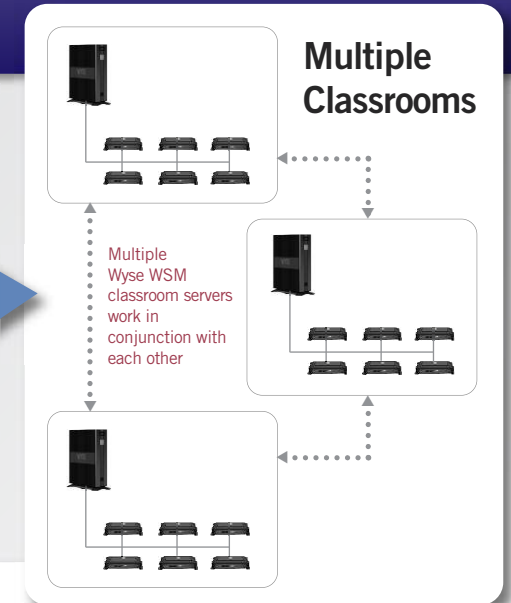 Multiple
Classrooms
Multiple
Wyse WSM
classroom servers
work in
conjunction with
each other